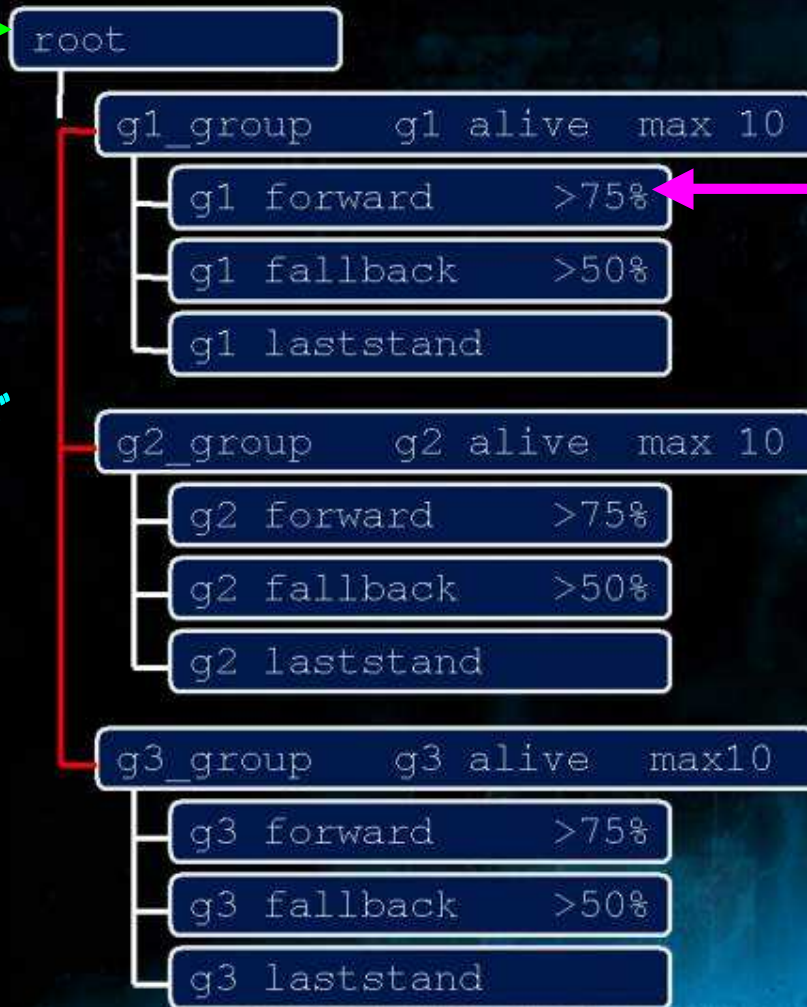 root
g1_group g1 alive max 10
g1 forward >75%
g1 fallback >50%
g1 laststand
g2_group g2 alive max 10
g2 forward >75%
g2 fallback >50%
g2 laststand
g3_group g3 alive max10
g3 forward >75%
g3 fallback >50%
g3 laststand